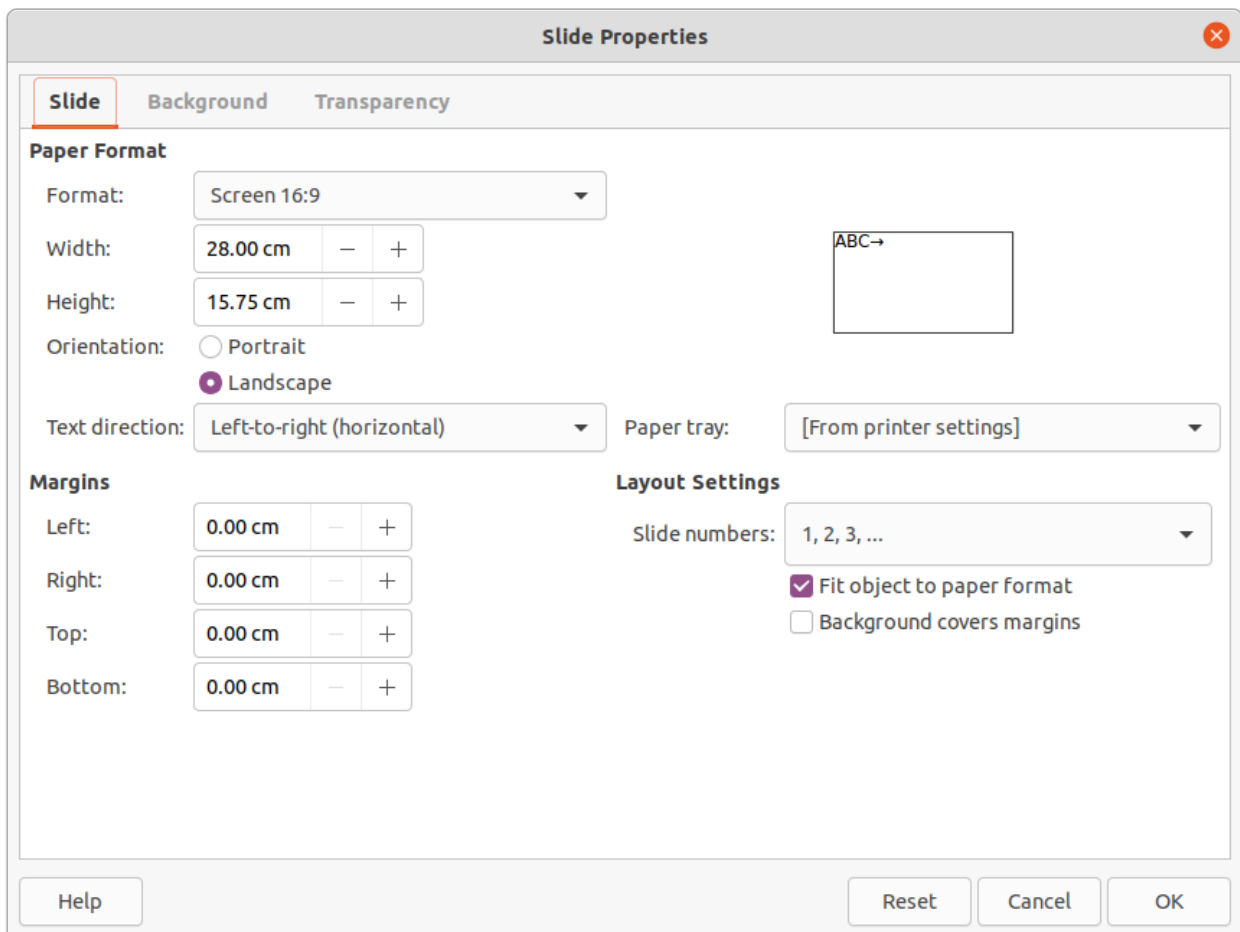 Slide Properties
Slide Background Transparency
Paper Format
Format: Screen 16:9
Width: 28.00 cm
ABC→
Height: 15.75 cm
Orientation: Portrait
Landscape
Text direction: Left-to-right (horizontal) Paper tray: [From printer settings]
Margins
Left: 0.00 cm
Right: 0.00 cm
Top: 0.00 cm
Bottom: 0.00 cm
Layout Settings
Slide numbers: 1, 2, 3, ...
Fit object to paper format
Background covers margins
Help Reset Cancel OK